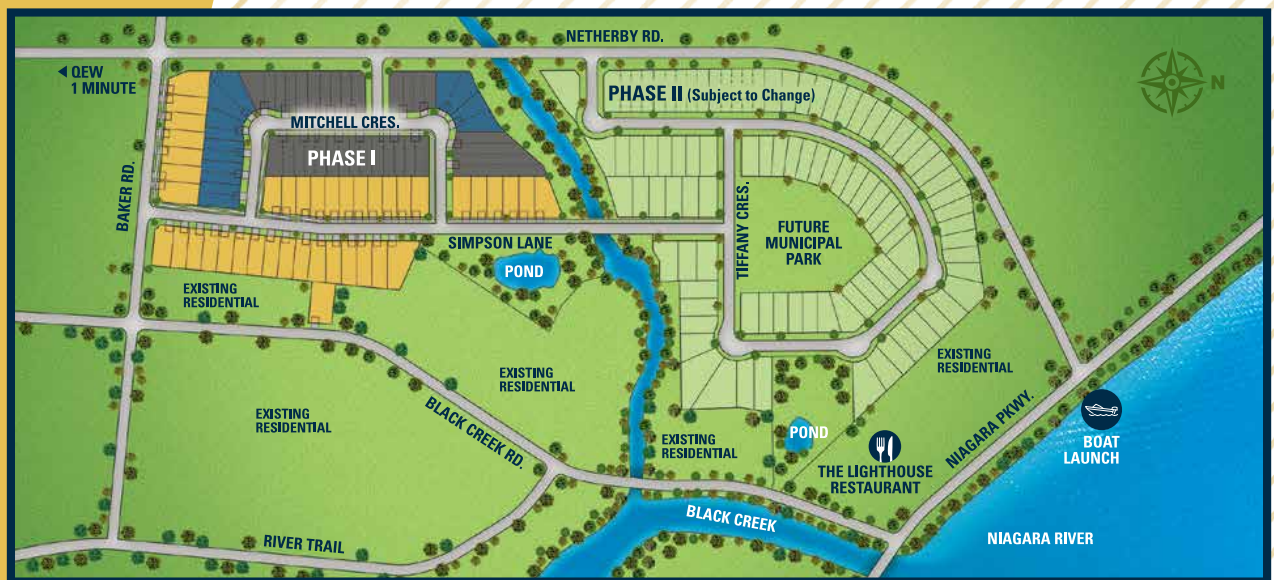 NETHERBY RD.
◄ QEW
1 MINUTE
N
PHASE II (Subject to Change)
MITCHELL CRES.
PHASE I
BAKER RD.
TIFFANY CRES.
FUTURE
MUNICIPAL
PARK
SIMPSON LANE
POND
EXISTING
RESIDENTIAL
EXISTING
RESIDENTIAL
EXISTING
RESIDENTIAL
EXISTING
RESIDENTIAL
BLACK CREEK RD.
EXISTING
RESIDENTIAL
POND
NIAGARA PKWY.
BOAT
LAUNCH
THE LIGHTHOUSE
RESTAURANT
BLACK CREEK
RIVER TRAIL
NIAGARA RIVER